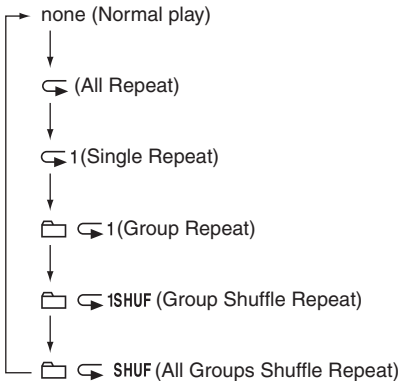 none (Normal play)
(All Repeat)
1 (Single Repeat)
1 (Group Repeat)
1SHUF (Group Shuffle Repeat)
SHUF (All Groups Shuffle Repeat)